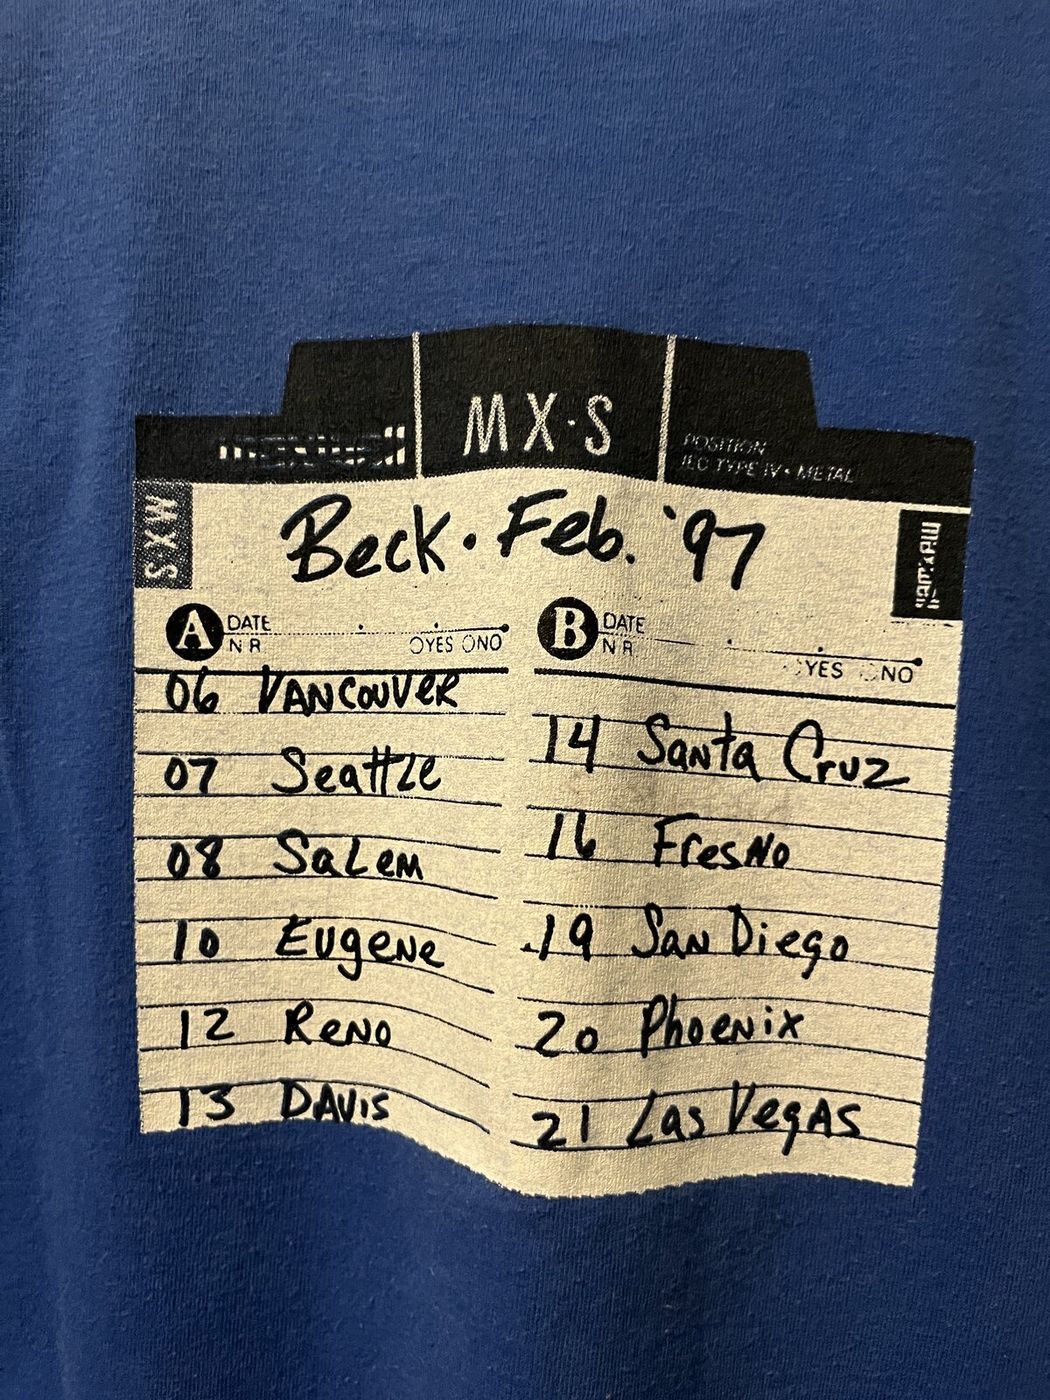 MX·S
POSITION
IEC TYPE IV · METAL
MX·S
Beck · Feb. '97
A DATE
NR YES NO
06 VANCOUVER
07 Seattle
08 SaLem
10 EUgeNe
12 ReNO
13 DAViS
B DATE
NR YES NO
14 Santa Cruz
16 FresNo
19 SaN Diego
20 PhoeNix
21 Las VegAS